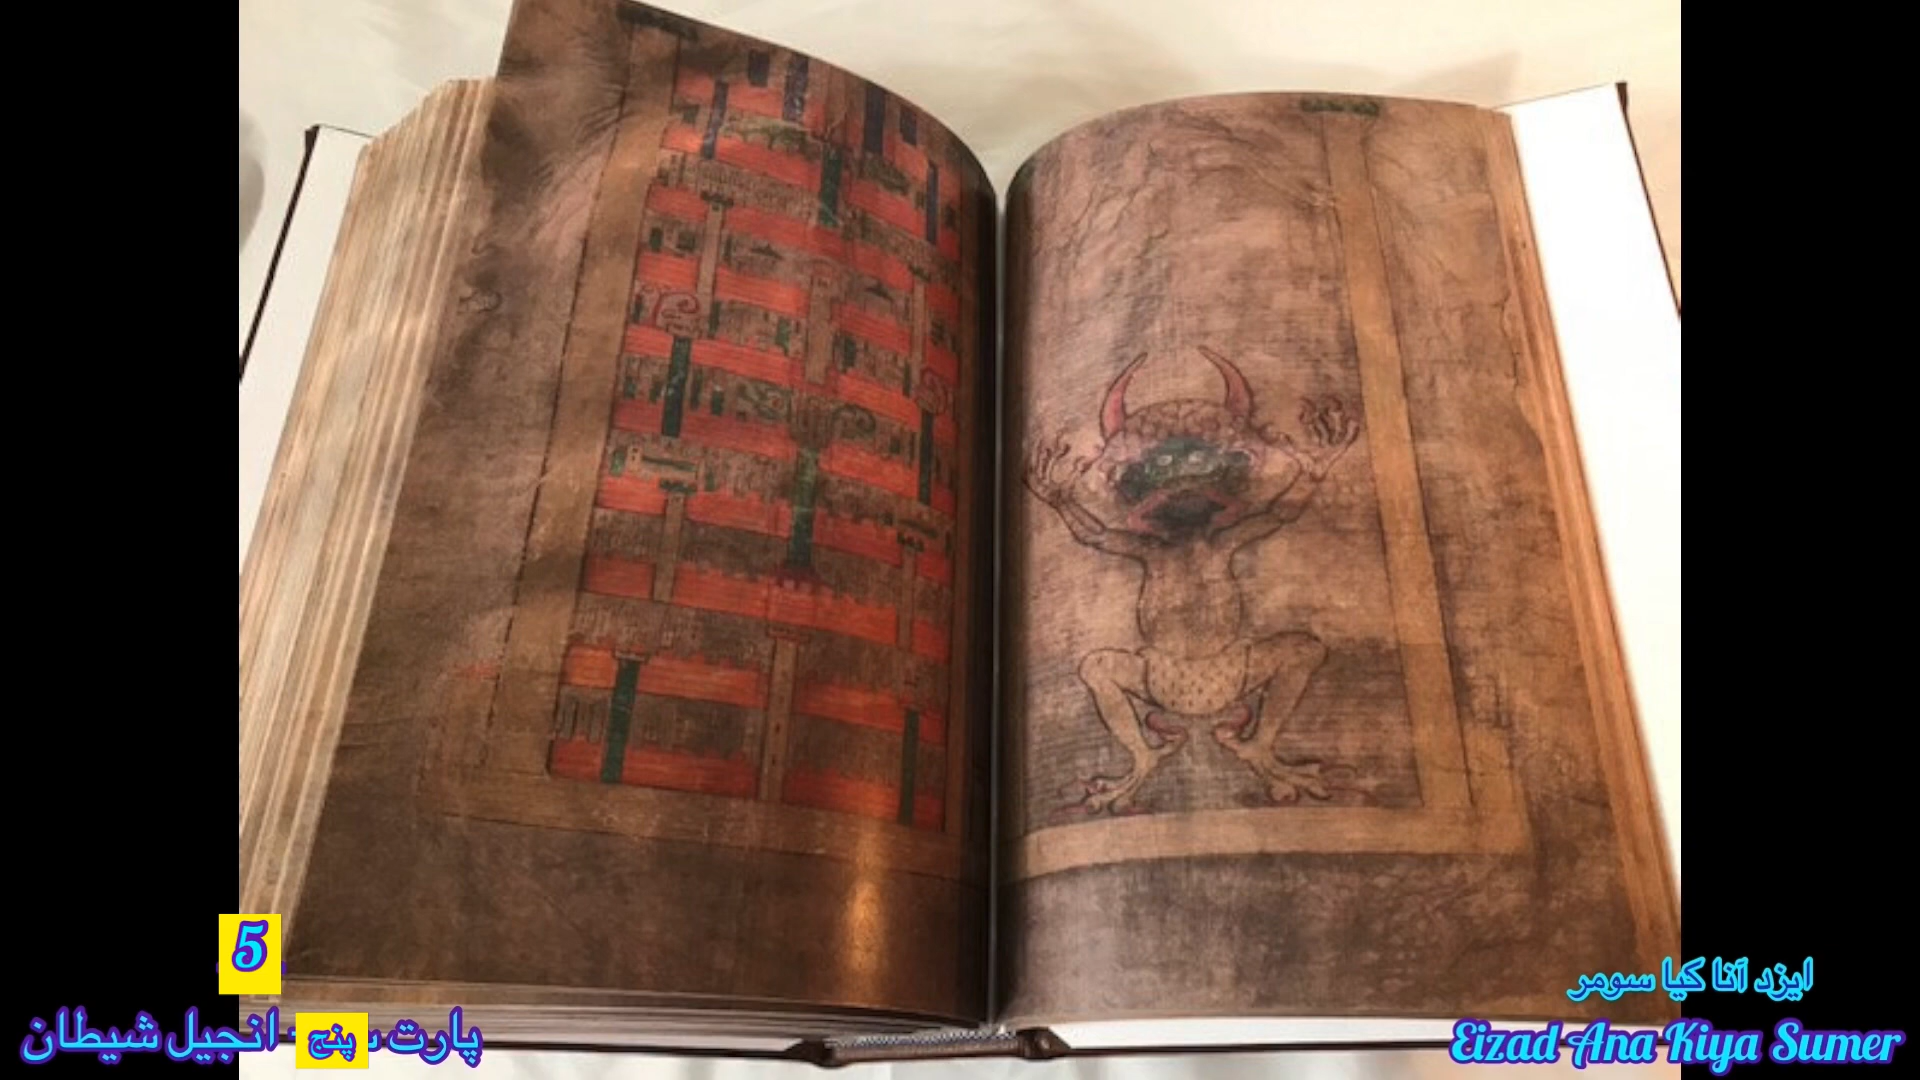 5
پارت پنج - انجیل شیطان
ایزد آنا کیا سومر
Eizad Ana Kiya Sumer